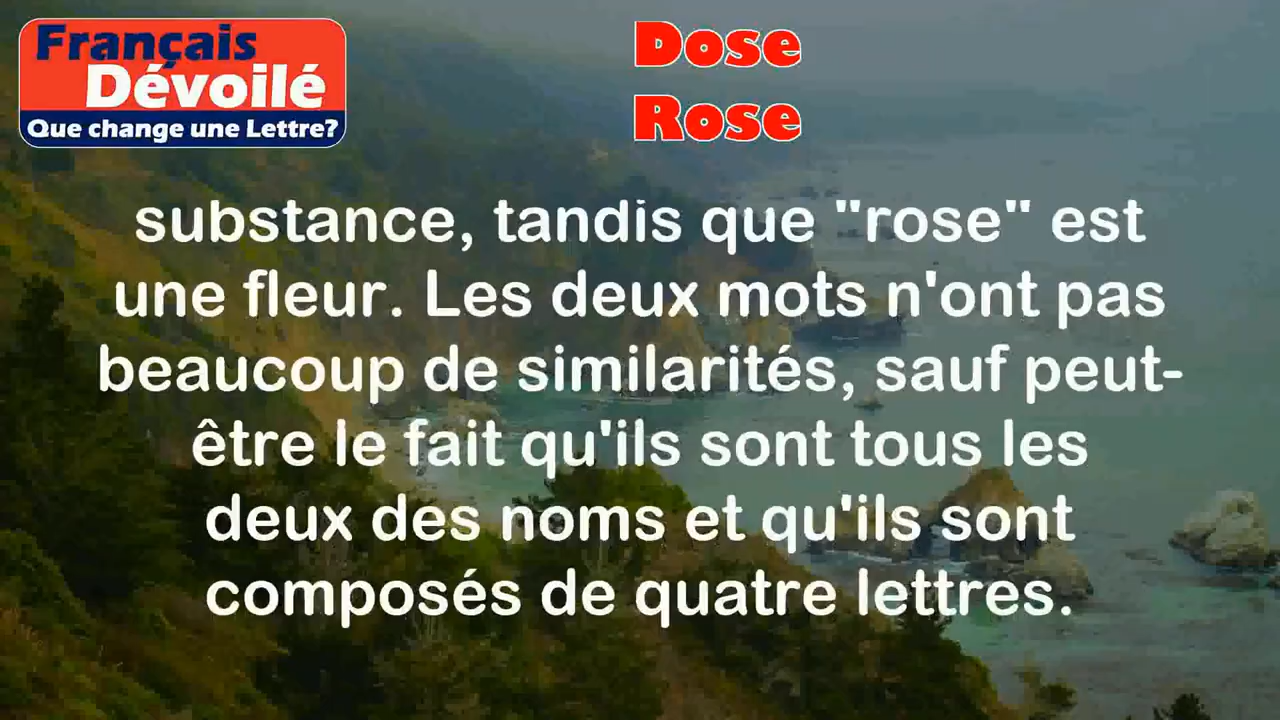 Français
Dévoilé
Que change une Lettre?
Dose
Rose
substance, tandis que "rose" est
une fleur. Les deux mots n'ont pas
beaucoup de similarités, sauf peut-
être le fait qu'ils sont tous les
deux des noms et qu'ils sont
composés de quatre lettres.